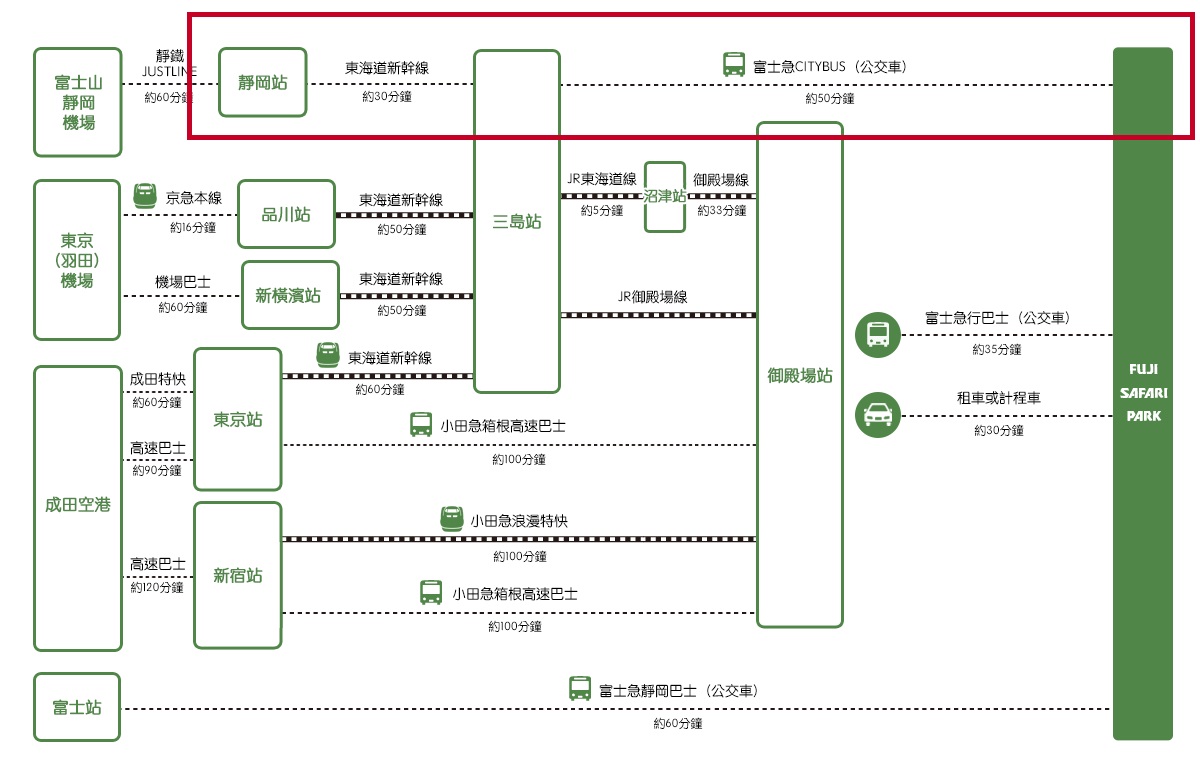 富士山
靜岡
機場
靜鐵
JUSTLINE
約60分鐘
靜岡站
東海道新幹線
約30分鐘
富士急CITYBUS（公交車）
約50分鐘
東京
（羽田）
機場
京急本線
約16分鐘
品川站
東海道新幹線
約50分鐘
機場巴士
約60分鐘
新橫濱站
東海道新幹線
約50分鐘
三島站
JR東海道線
約5分鐘
沼津站
御殿場線
約33分鐘
JR御殿場線
成田空港
成田特快
約60分鐘
高速巴士
約90分鐘
東京站
東海道新幹線
約60分鐘
小田急箱根高速巴士
約100分鐘
高速巴士
約120分鐘
新宿站
小田急浪漫特快
約100分鐘
小田急箱根高速巴士
約100分鐘
御殿場站
富士急行巴士（公交車）
約35分鐘
租車或計程車
約30分鐘
FUJI
SAFARI
PARK
富士站
富士急靜岡巴士（公交車）
約60分鐘